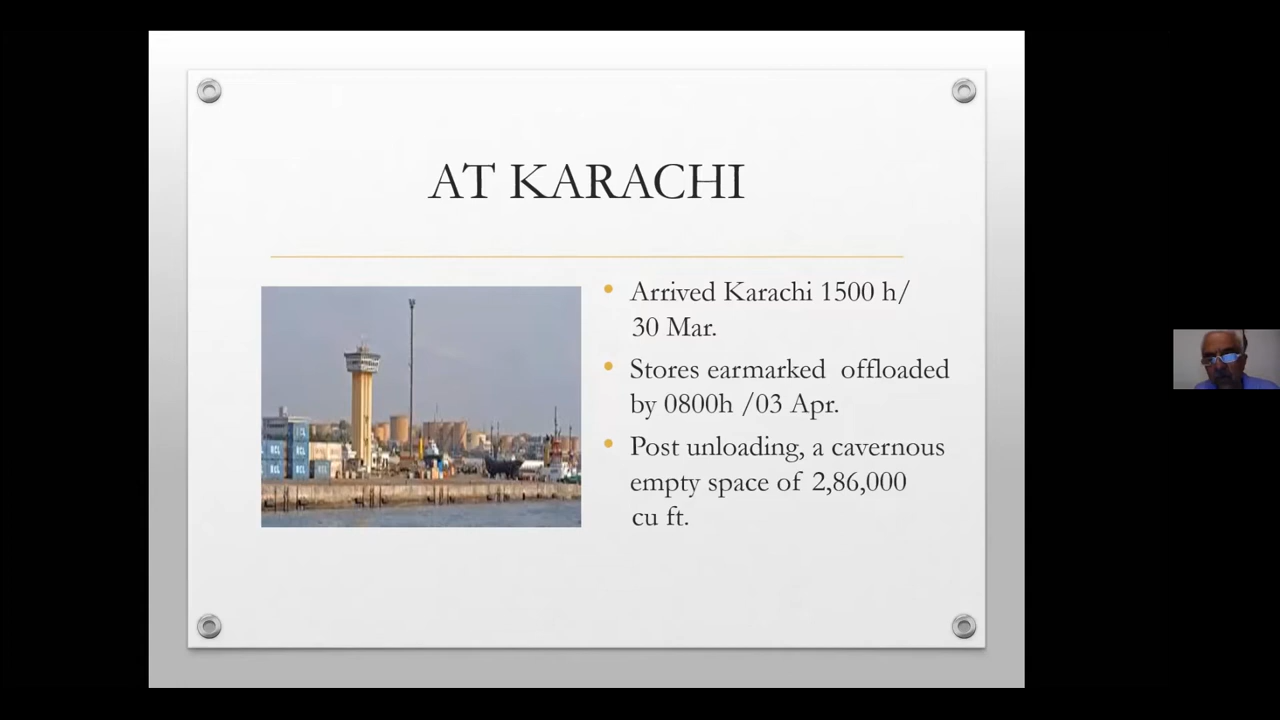 AT KARACHI
Arrived Karachi 1500 h/
30 Mar.
Stores earmarked offloaded
by 0800h /03 Apr.
Post unloading, a cavernous
empty space of 2,86,000
cu ft.